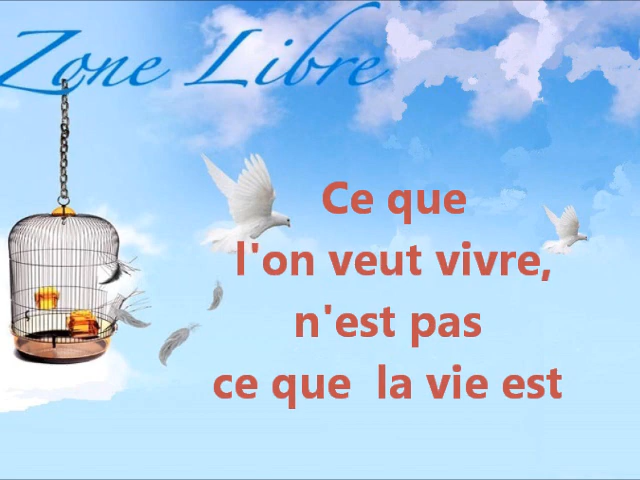 Zone Libre
Ce que
l'on veut vivre,
n'est pas
ce que la vie est